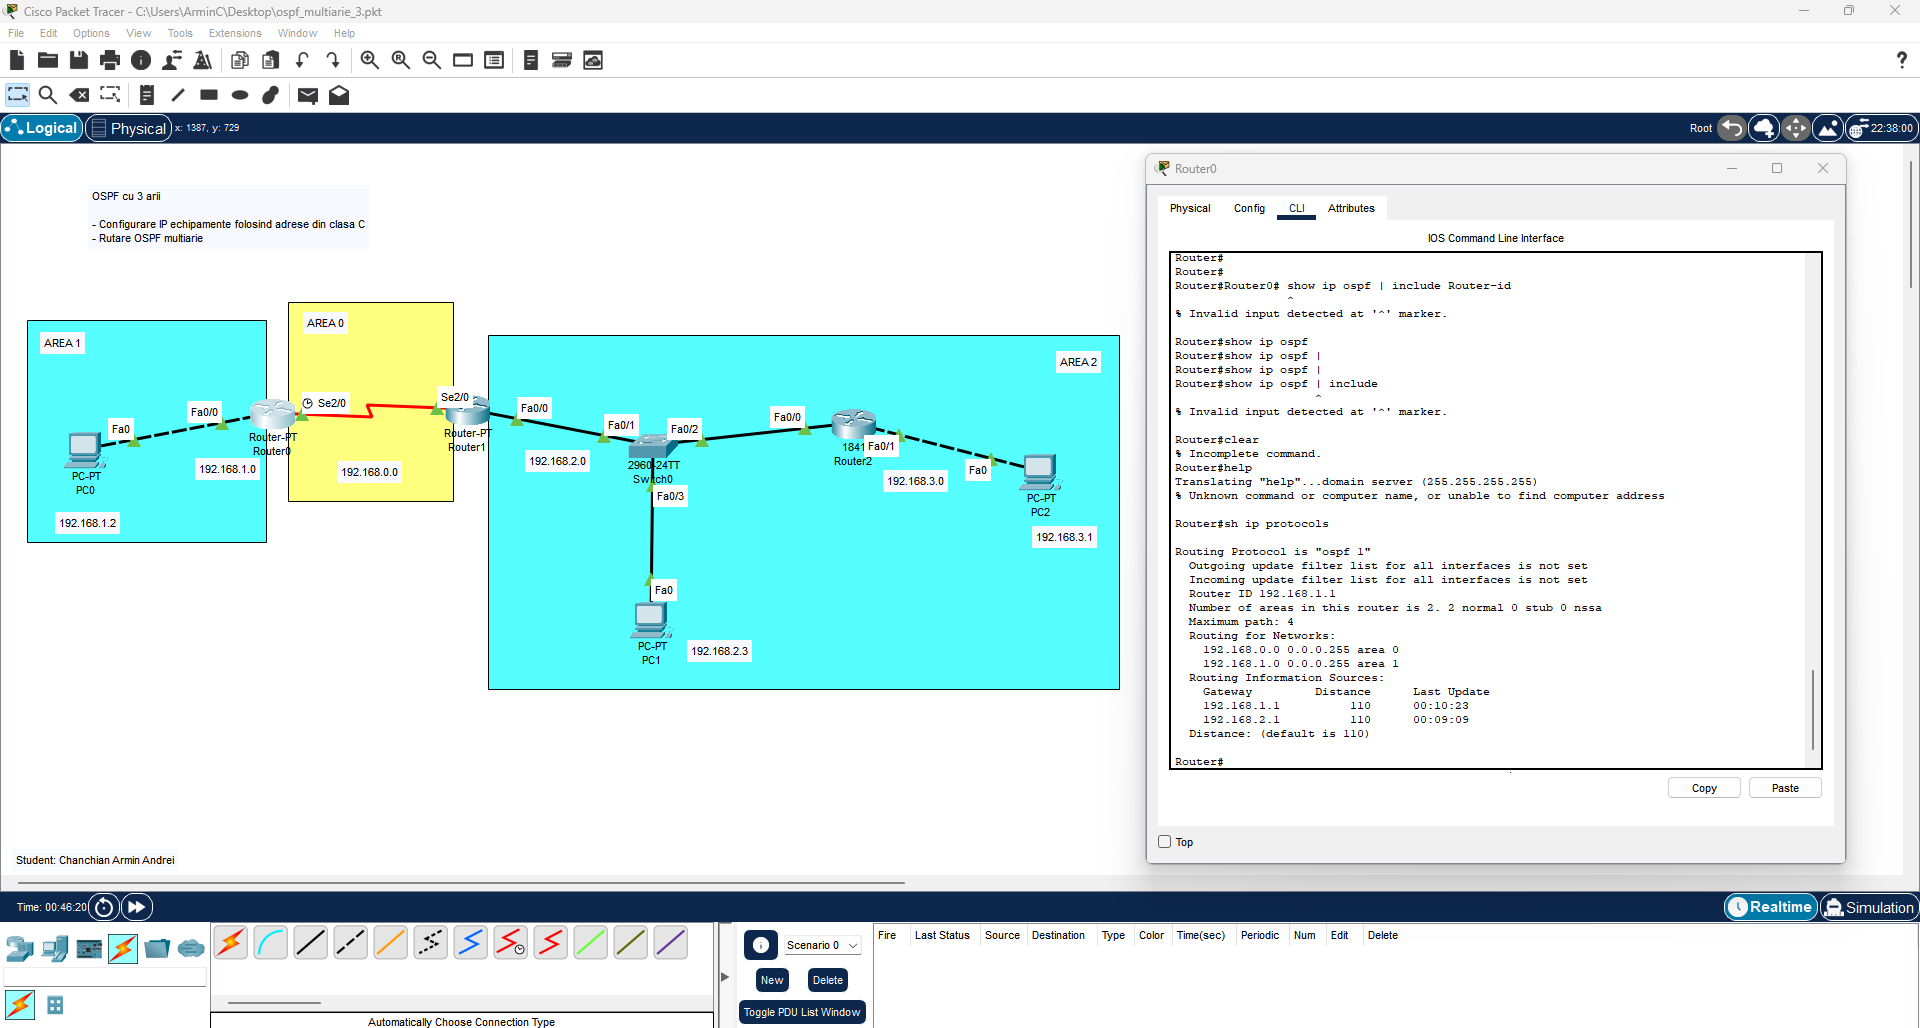 Cisco Packet Tracer - C:\Users\ArminC\Desktop\ospf_multiarie_3.pkt
File Edit Options View Tools Extensions Window Help
Logical Physical x: 1387, y: 729 Root 22:38:00
OSPF cu 3 arii
- Configurare IP echipamente folosind adrese din clasa C
- Rutare OSPF multiarie
AREA 1
AREA 0
AREA 2
Fa0
Fa0/0
Se2/0
Se2/0
Fa0/0
Fa0/1
Fa0/2
Fa0/0
Fa0/1
Fa0
Router-PT
Router0
Router-PT
Router1
2960-24TT
Switch0
1841
Router2
192.168.1.0
192.168.0.0
192.168.2.0
192.168.3.0
PC-PT
PC0
192.168.1.2
Fa0/3
PC-PT
PC2
192.168.3.1
Fa0
PC-PT
PC1
192.168.2.3
Student: Chanchian Armin Andrei
Router0
Physical Config CLI Attributes
IOS Command Line Interface
Router#
Router#
Router#Router0# show ip ospf | include Router-id
^
% Invalid input detected at '^' marker.
Router#show ip ospf
Router#show ip ospf |
Router#show ip ospf |
Router#show ip ospf | include
^
% Invalid input detected at '^' marker.
Router#clear
% Incomplete command.
Router#help
Translating "help"...domain server (255.255.255.255)
% Unknown command or computer name, or unable to find computer address
Router#sh ip protocols
Routing Protocol is "ospf 1"
Outgoing update filter list for all interfaces is not set
Incoming update filter list for all interfaces is not set
Router ID 192.168.1.1
Number of areas in this router is 2. 2 normal 0 stub 0 nssa
Maximum path: 4
Routing for Networks:
192.168.0.0 0.0.0.255 area 0
192.168.1.0 0.0.0.255 area 1
Routing Information Sources:
Gateway Distance Last Update
192.168.1.1 110 00:10:23
192.168.2.1 110 00:09:09
Distance: (default is 110)
Router#
Copy Paste
Top
Time: 00:46:20 Realtime Simulation
Scenario 0
New Delete
Toggle PDU List Window
Fire Last Status Source Destination Type Color Time(sec) Periodic Num Edit Delete
Automatically Choose Connection Type